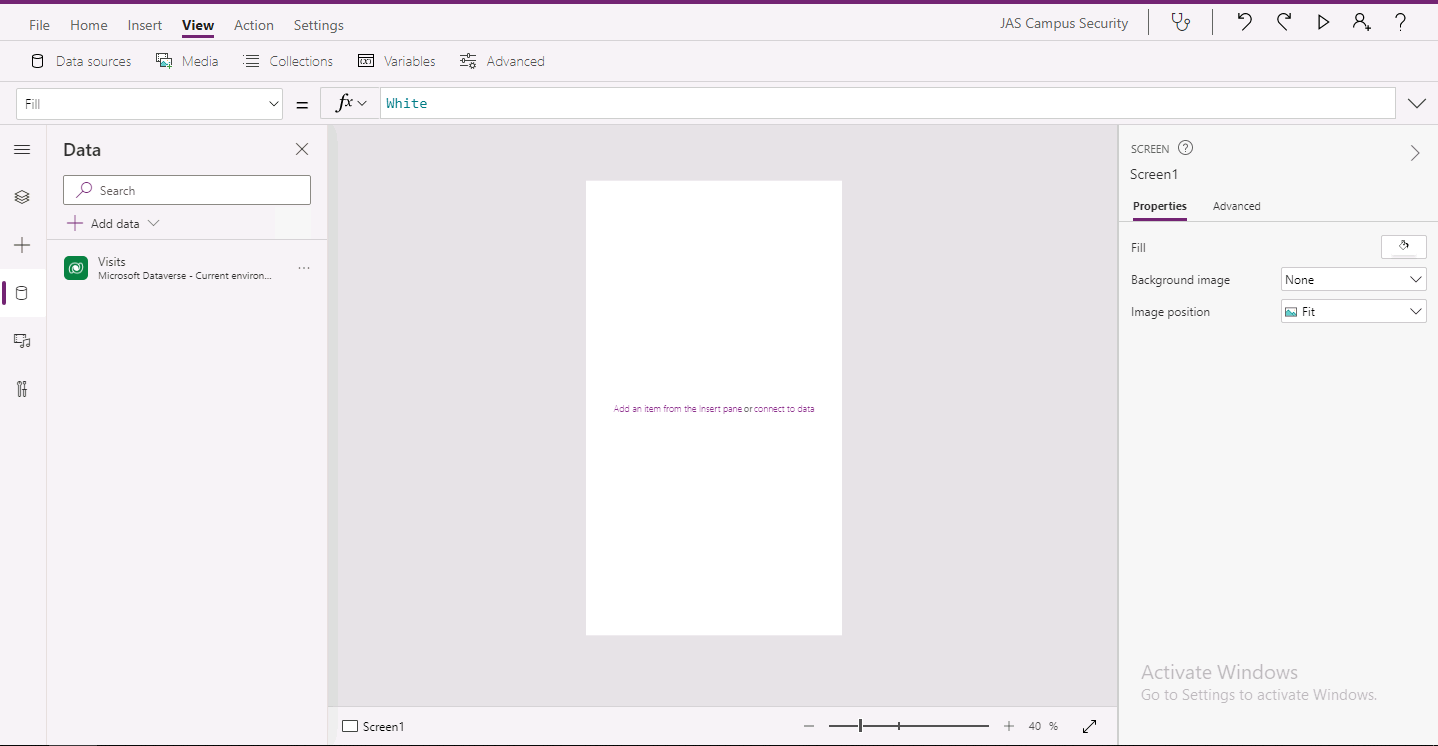 File Home Insert View Action Settings JAS Campus Security
Data sources Media Collections Variables Advanced
Fill = fx White
Data
Search
Add data
Visits
Microsoft Dataverse - Current environ...
Add an item from the Insert pane or connect to data
SCREEN
Screen1
Properties Advanced
Fill
Background image None
Image position Fit
Activate Windows
Go to Settings to activate Windows.
Screen1 40 %